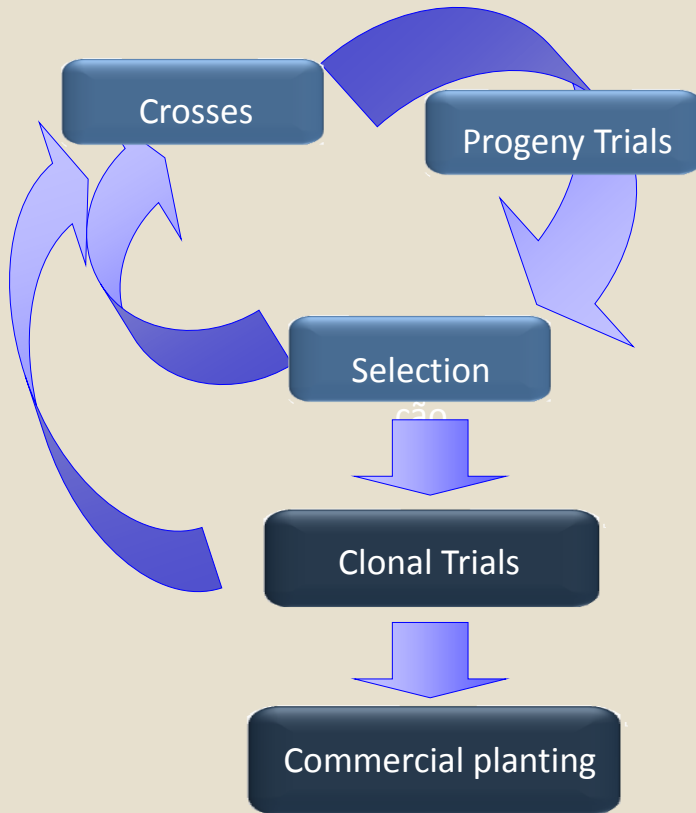 Crosses
Progeny Trials
Selection
ção
Clonal Trials
Commercial planting